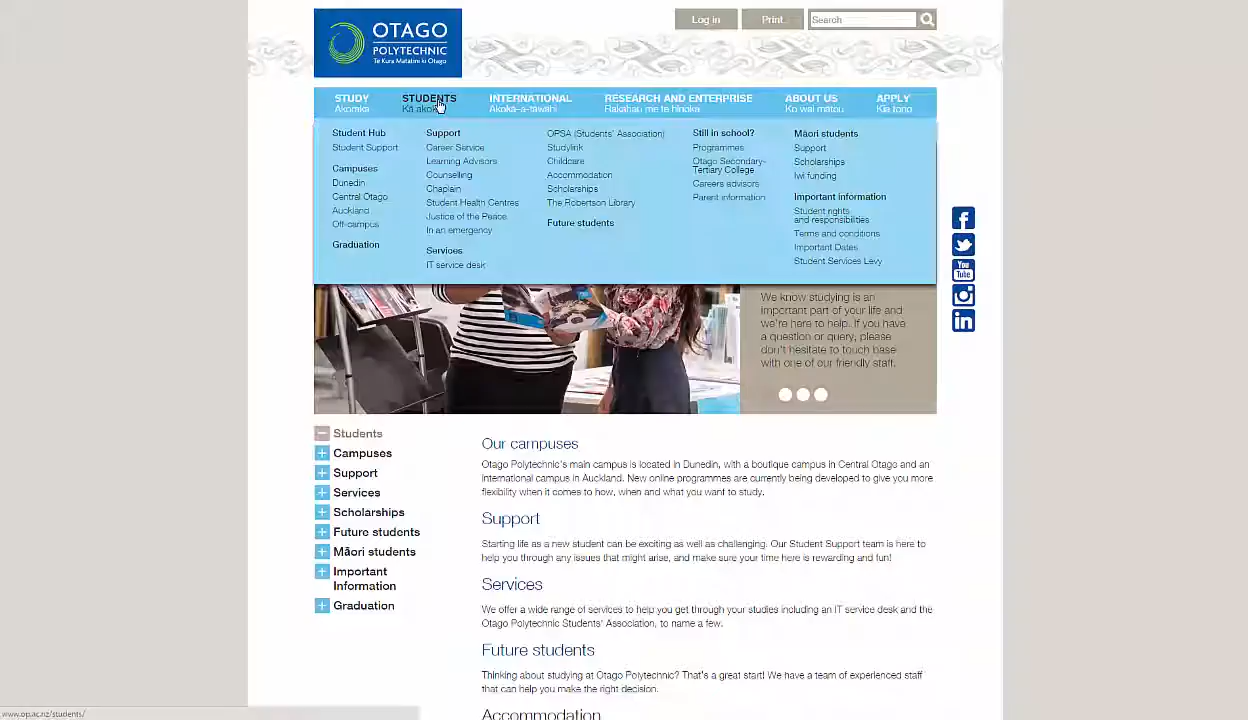 OTAGO
POLYTECHNIC
Te Kura Matatini ki Otago
Log in
Print
Search
STUDY
Akomaka
STUDENTS
Kā ākok
INTERNATIONAL
Akoka-a-tawahi
RESEARCH AND ENTERPRISE
Rakahau me te hinoka
ABOUT US
Ko wai matou
APPLY
Kia tono
Student Hub
Student Support
Campuses
Dunedin
Central Otago
Auckland
Off-campus
Graduation
Support
Career Service
Learning Advisors
Counselling
Chaplain
Student Health Centres
Justice of the Peace
In an emergency
Services
IT service desk
OPSA (Students' Association)
Studylink
Childcare
Accommodation
Scholarships
The Robertson Library
Future students
Still in school?
Programmes
Otago Secondary-
Tertiary College
Careers advisors
Parent information
Māori students
Support
Scholarships
Iwi funding
Important information
Student rights
and responsibilities
Terms and conditions
Important Dates
Student Services Levy
You
Tube
in
We know studying is an
important part of your life and
we're here to help. If you have
a question or query, please
don't hesitate to touch base
with one of our friendly staff.
Students
Campuses
Support
Services
Scholarships
Future students
Māori students
Important
Information
Graduation
Our campuses
Otago Polytechnic's main campus is located in Dunedin, with a boutique campus in Central Otago and an
international campus in Auckland. New online programmes are currently being developed to give you more
flexibility when it comes to how, when and what you want to study.
Support
Starting life as a new student can be exciting as well as challenging. Our Student Support team is here to
help you through any issues that might arise, and make sure your time here is rewarding and fun!
Services
We offer a wide range of services to help you get through your studies including an IT service desk and the
Otago Polytechnic Students' Association, to name a few.
Future students
Thinking about studying at Otago Polytechnic? That's a great start! We have a team of experienced staff
that can help you make the right decision.
Accommodation
www.op.ac.nz/students/